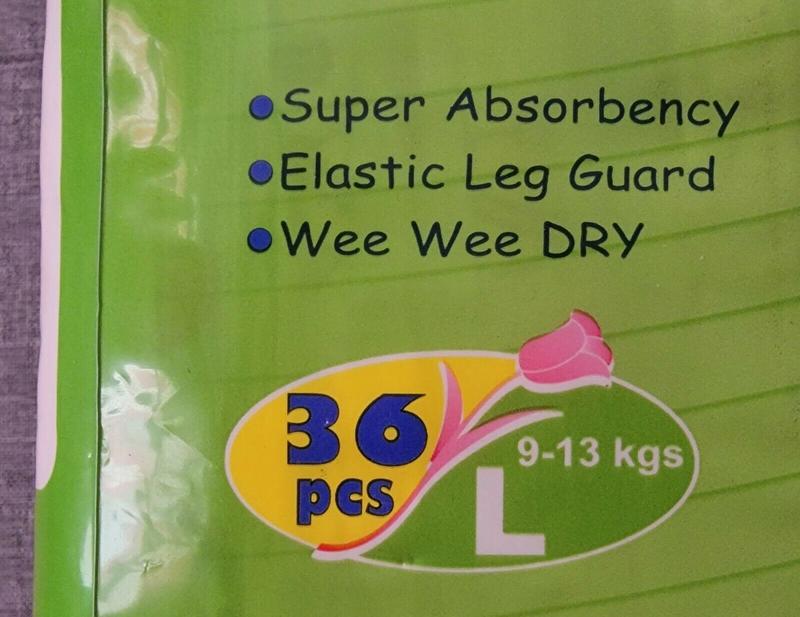 Super Absorbency
Elastic Leg Guard
Wee Wee DRY
36
pcs
9-13 kgs
L